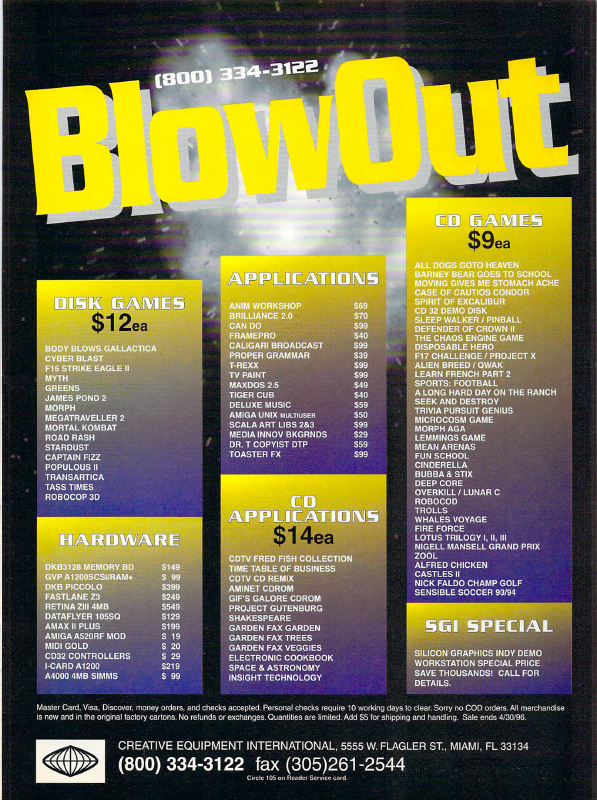 (800) 334-3122
BlowOut
DISK GAMES
$12ea
BODY BLOWS GALLACTICA
CYBER BLAST
F15 STRIKE EAGLE II
MYTH
GREENS
JAMES POND 2
MORPH
MEGATRAVELLER 2
MORTAL KOMBAT
ROAD RASH
STARDUST
CAPTAIN FIZZ
POPULOUS II
TRANSARTICA
TASS TIMES
ROBOCOP 3D
HARDWARE
DKB3128 MEMORY BD $149
GVP A1200SCSI/RAM+ $ 99
DKB PICCOLO $399
FASTLANE Z3 $249
RETINA ZIII 4MB $549
DATAFLYER 105SQ $129
AMAX II PLUS $199
AMIGA A520RF MOD $ 19
MIDI GOLD $ 20
CD32 CONTROLLERS $ 29
I-CARD A1200 $219
A4000 4MB SIMMS $ 99
APPLICATIONS
ANIM WORKSHOP $69
BRILLIANCE 2.0 $70
CAN DO $99
FRAMEPRO $40
CALIGARI BROADCAST $99
PROPER GRAMMAR $39
T-REXX $99
TV PAINT $99
MAXDOS 2.5 $49
TIGER CUB $40
DELUXE MUSIC $59
AMIGA UNIX MULTIUSER $50
SCALA ART LIBS 2&3 $99
MEDIA INNOV BKGRNDS $29
DR. T COPYIST DTP $59
TOASTER FX $99
CD
APPLICATIONS
$14ea
CDTV FRED FISH COLLECTION
TIME TABLE OF BUSINESS
CDTV CD REMIX
AMINET CDROM
GIF'S GALORE CDROM
PROJECT GUTENBURG
SHAKESPEARE
GARDEN FAX GARDEN
GARDEN FAX TREES
GARDEN FAX VEGGIES
ELECTRONIC COOKBOOK
SPACE & ASTRONOMY
INSIGHT TECHNOLOGY
CD GAMES
$9ea
ALL DOGS GOTO HEAVEN
BARNEY BEAR GOES TO SCHOOL
MOVING GIVES ME STOMACH ACHE
CASE OF CAUTIOS CONDOR
SPIRIT OF EXCALIBUR
CD 32 DEMO DISK
SLEEP WALKER / PINBALL
DEFENDER OF CROWN II
THE CHAOS ENGINE GAME
DISPOSABLE HERO
F17 CHALLENGE / PROJECT X
ALIEN BREED / QWAK
LEARN FRENCH PART 2
SPORTS: FOOTBALL
A LONG HARD DAY ON THE RANCH
SEEK AND DESTROY
TRIVIA PURSUIT GENIUS
MICROCOSM GAME
MORPH AGA
LEMMINGS GAME
MEAN ARENAS
FUN SCHOOL
CINDERELLA
BUBBA & STIX
DEEP CORE
OVERKILL / LUNAR C
ROBOCOD
TROLLS
WHALES VOYAGE
FIRE FORCE
LOTUS TRILOGY I, II, III
NIGELL MANSELL GRAND PRIX
ZOOL
ALFRED CHICKEN
CASTLES II
NICK FALDO CHAMP GOLF
SENSIBLE SOCCER 93/94
SGI SPECIAL
SILICON GRAPHICS INDY DEMO
WORKSTATION SPECIAL PRICE
SAVE THOUSANDS! CALL FOR
DETAILS.
Master Card, Visa, Discover, money orders, and checks accepted. Personal checks require 10 working days to clear. Sorry no COD orders. All merchandise
is new and in the original factory cartons. No refunds or exchanges. Quantities are limited. Add $5 for shipping and handling. Sale ends 4/30/96.
CREATIVE EQUIPMENT INTERNATIONAL, 5555 W. FLAGLER ST., MIAMI, FL 33134
(800) 334-3122 fax (305)261-2544
Circle 105 on Reader Service card.